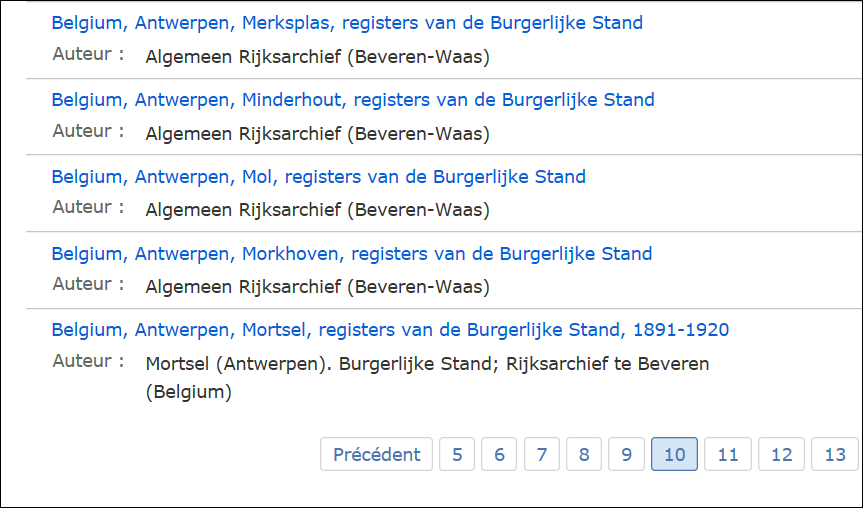 Belgium, Antwerpen, Merksplas, registers van de Burgerlijke Stand
Auteur : Algemeen Rijksarchief (Beveren-Waas)
Belgium, Antwerpen, Minderhout, registers van de Burgerlijke Stand
Auteur : Algemeen Rijksarchief (Beveren-Waas)
Belgium, Antwerpen, Mol, registers van de Burgerlijke Stand
Auteur : Algemeen Rijksarchief (Beveren-Waas)
Belgium, Antwerpen, Morkhoven, registers van de Burgerlijke Stand
Auteur : Algemeen Rijksarchief (Beveren-Waas)
Belgium, Antwerpen, Mortsel, registers van de Burgerlijke Stand, 1891-1920
Auteur : Mortsel (Antwerpen). Burgerlijke Stand; Rijksarchief te Beveren
(Belgium)
Précédent 5 6 7 8 9 10 11 12 13